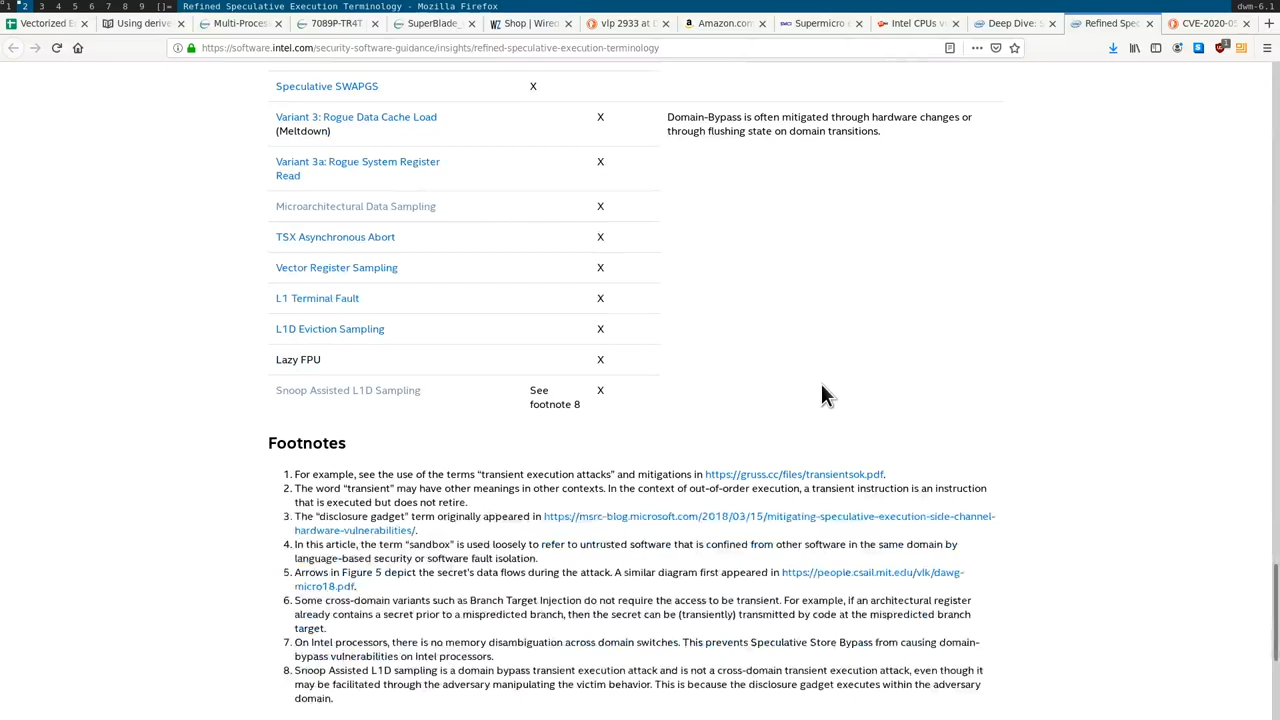 1 2 3 4 5 6 7 8 9 []= Refined Speculative Execution Terminology - Mozilla Firefox dwm-6.1
Vectorized E × Using derive × Multi-Proces × 7089P-TR4T × SuperBlade × Shop | Wired × vlp 2933 at D × Amazon.com × Supermicro × Intel CPUs v × Deep Dive: S × Refined Spec × CVE-2020-05 ×
https://software.intel.com/security-software-guidance/insights/refined-speculative-execution-terminology
Speculative SWAPGS X
Variant 3: Rogue Data Cache Load X Domain-Bypass is often mitigated through hardware changes or
(Meltdown) through flushing state on domain transitions.
Variant 3a: Rogue System Register X
Read
Microarchitectural Data Sampling X
TSX Asynchronous Abort X
Vector Register Sampling X
L1 Terminal Fault X
L1D Eviction Sampling X
Lazy FPU X
Snoop Assisted L1D Sampling See X
footnote 8
Footnotes
1. For example, see the use of the terms “transient execution attacks” and mitigations in https://gruss.cc/files/transientsok.pdf.
2. The word “transient” may have other meanings in other contexts. In the context of out-of-order execution, a transient instruction is an instruction
that is executed but does not retire.
3. The “disclosure gadget” term originally appeared in https://msrc-blog.microsoft.com/2018/03/15/mitigating-speculative-execution-side-channel-
hardware-vulnerabilities/.
4. In this article, the term “sandbox” is used loosely to refer to untrusted software that is confined from other software in the same domain by
language-based security or software fault isolation.
5. Arrows in Figure 5 depict the secret's data flows during the attack. A similar diagram first appeared in https://people.csail.mit.edu/vlk/dawg-
micro18.pdf.
6. Some cross-domain variants such as Branch Target Injection do not require the access to be transient. For example, if an architectural register
already contains a secret prior to a mispredicted branch, then the secret can be (transiently) transmitted by code at the mispredicted branch
target.
7. On Intel processors, there is no memory disambiguation across domain switches. This prevents Speculative Store Bypass from causing domain-
bypass vulnerabilities on Intel processors.
8. Snoop Assisted L1D sampling is a domain bypass transient execution attack and is not a cross-domain transient execution attack, even though it
may be facilitated through the adversary manipulating the victim behavior. This is because the disclosure gadget executes within the adversary
domain.